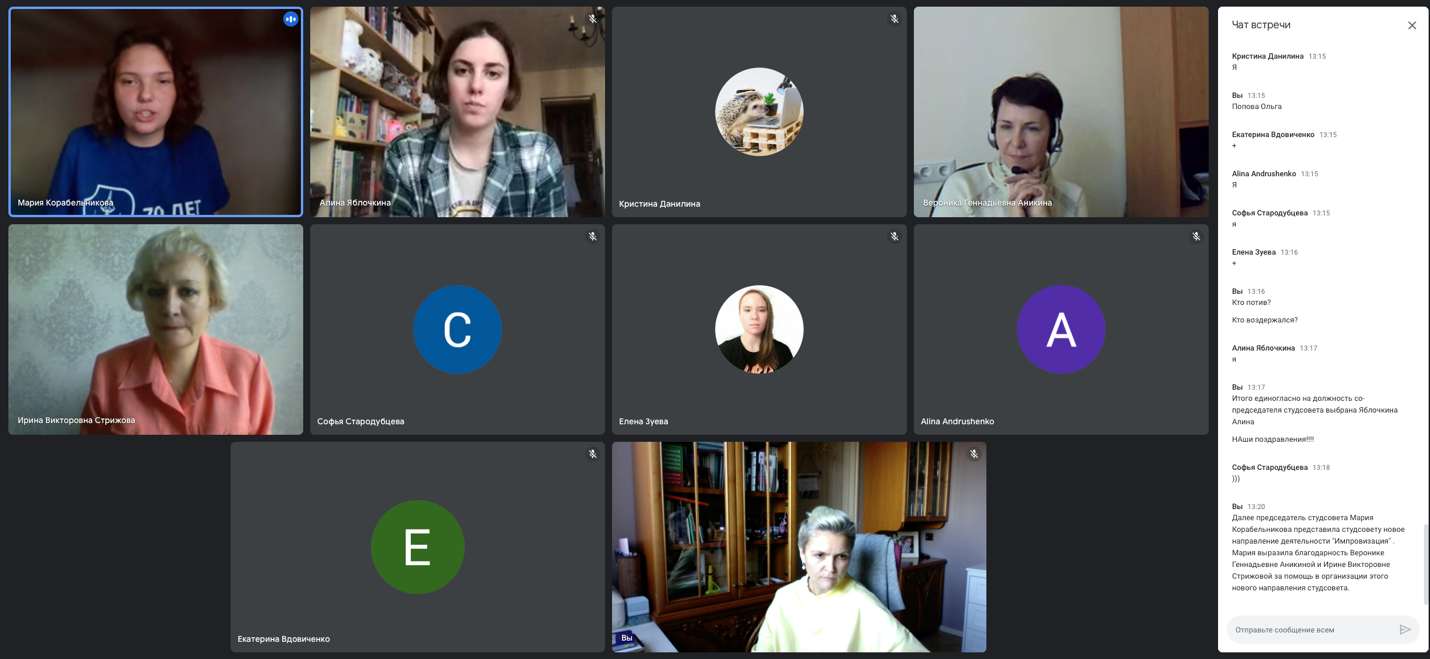 Мария Корабельникова
70 ЛЕТ
Алина Яблочкина
Кристина Данилина
Вероника Геннадьевна Аникина
Ирина Викторовна Стрижова
С
Софья Стародубцева
Елена Зуева
A
Alina Andrushenko
Е
Екатерина Вдовиченко
Вы
Чат встречи
Кристина Данилина 13:15
Я
Вы 13:15
Попова Ольга
Екатерина Вдовиченко 13:15
+
Alina Andrushenko 13:15
Я
Софья Стародубцева 13:15
я
Елена Зуева 13:16
+
Вы 13:16
Кто потив?
Кто воздержался?
Алина Яблочкина 13:17
я
Вы 13:17
Итого единогласно на должность со-
председателя студсовета выбрана Яблочкина
Алина
НАши поздравления!!!!
Софья Стародубцева 13:18
)))
Вы 13:20
Далее председатель студсовета Мария
Корабельникова представила студсовету новое
направление деятельности "Импровизация" .
Мария выразила благодарность Веронике
Геннадьевне Аникиной и Ирине Викторовне
Стрижовой за помощь в организации этого
нового направления студсовета.
Отправьте сообщение всем